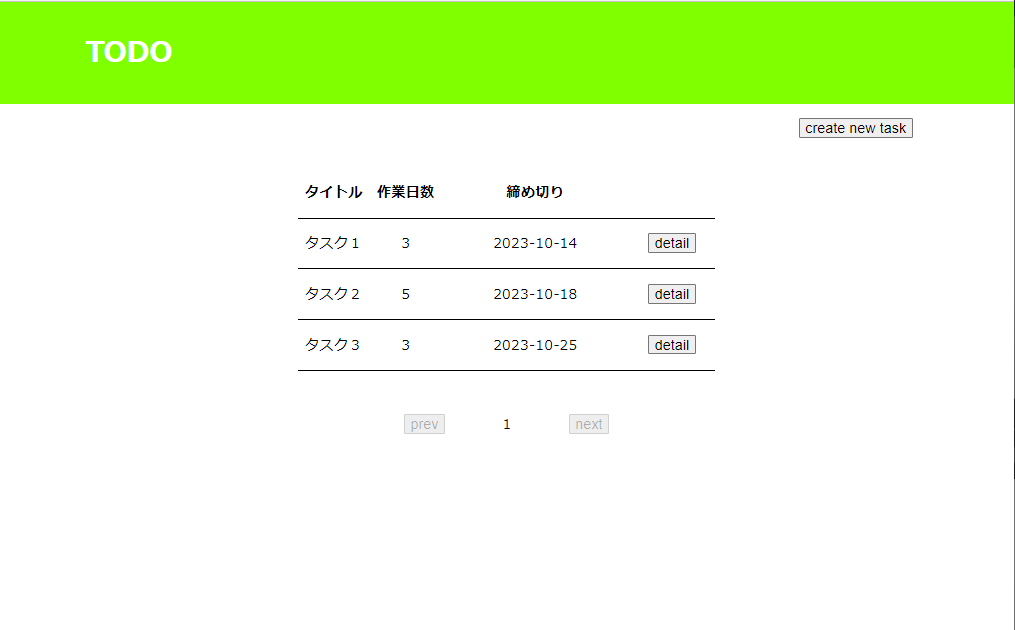 TODO
create new task
タイトル 作業日数 締め切り
タスク１ 3 2023-10-14 detail
タスク２ 5 2023-10-18 detail
タスク３ 3 2023-10-25 detail
prev 1 next